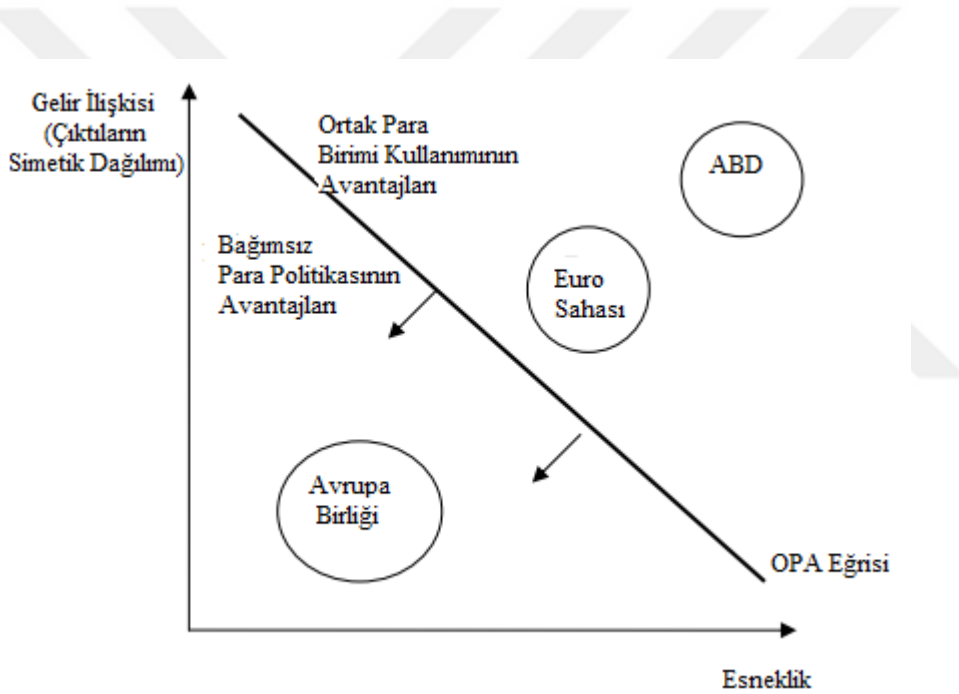 Gelir İlişkisi
(Çıktıların
Simetik Dağılımı)
Ortak Para
Birimi Kullanımının
Avantajları
ABD
Bağımsız
Para Politikasının
Avantajları
Euro
Sahası
Avrupa
Birliği
OPA Eğrisi
Esneklik